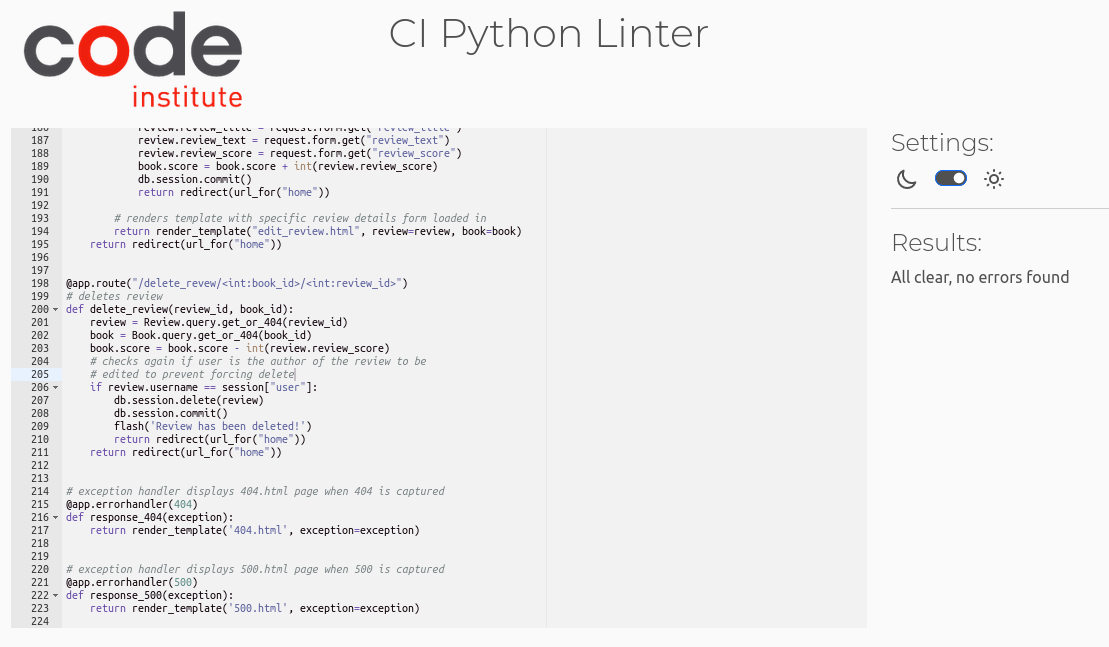 code
institute
CI Python Linter
186 review.review_title = request.form.get("review_title")
187 review.review_text = request.form.get("review_text")
188 review.review_score = request.form.get("review_score")
189 book.score = book.score + int(review.review_score)
190 db.session.commit()
191 return redirect(url_for("home"))
192
193 # renders template with specific review details form loaded in
194 return render_template("edit_review.html", review=review, book=book)
195 return redirect(url_for("home"))
196
197
198 @app.route("/delete_revew/<int:book_id>/<int:review_id>")
199 # deletes review
200 def delete_review(review_id, book_id):
201 review = Review.query.get_or_404(review_id)
202 book = Book.query.get_or_404(book_id)
203 book.score = book.score - int(review.review_score)
204 # checks again if user is the author of the review to be
205 # edited to prevent forcing delete
206 if review.username == session["user"]:
207 db.session.delete(review)
208 db.session.commit()
209 flash('Review has been deleted!')
210 return redirect(url_for("home"))
211 return redirect(url_for("home"))
212
213
214 # exception handler displays 404.html page when 404 is captured
215 @app.errorhandler(404)
216 def response_404(exception):
217 return render_template('404.html', exception=exception)
218
219
220 # exception handler displays 500.html page when 500 is captured
221 @app.errorhandler(500)
222 def response_500(exception):
223 return render_template('500.html', exception=exception)
224
Settings:
Results:
All clear, no errors found